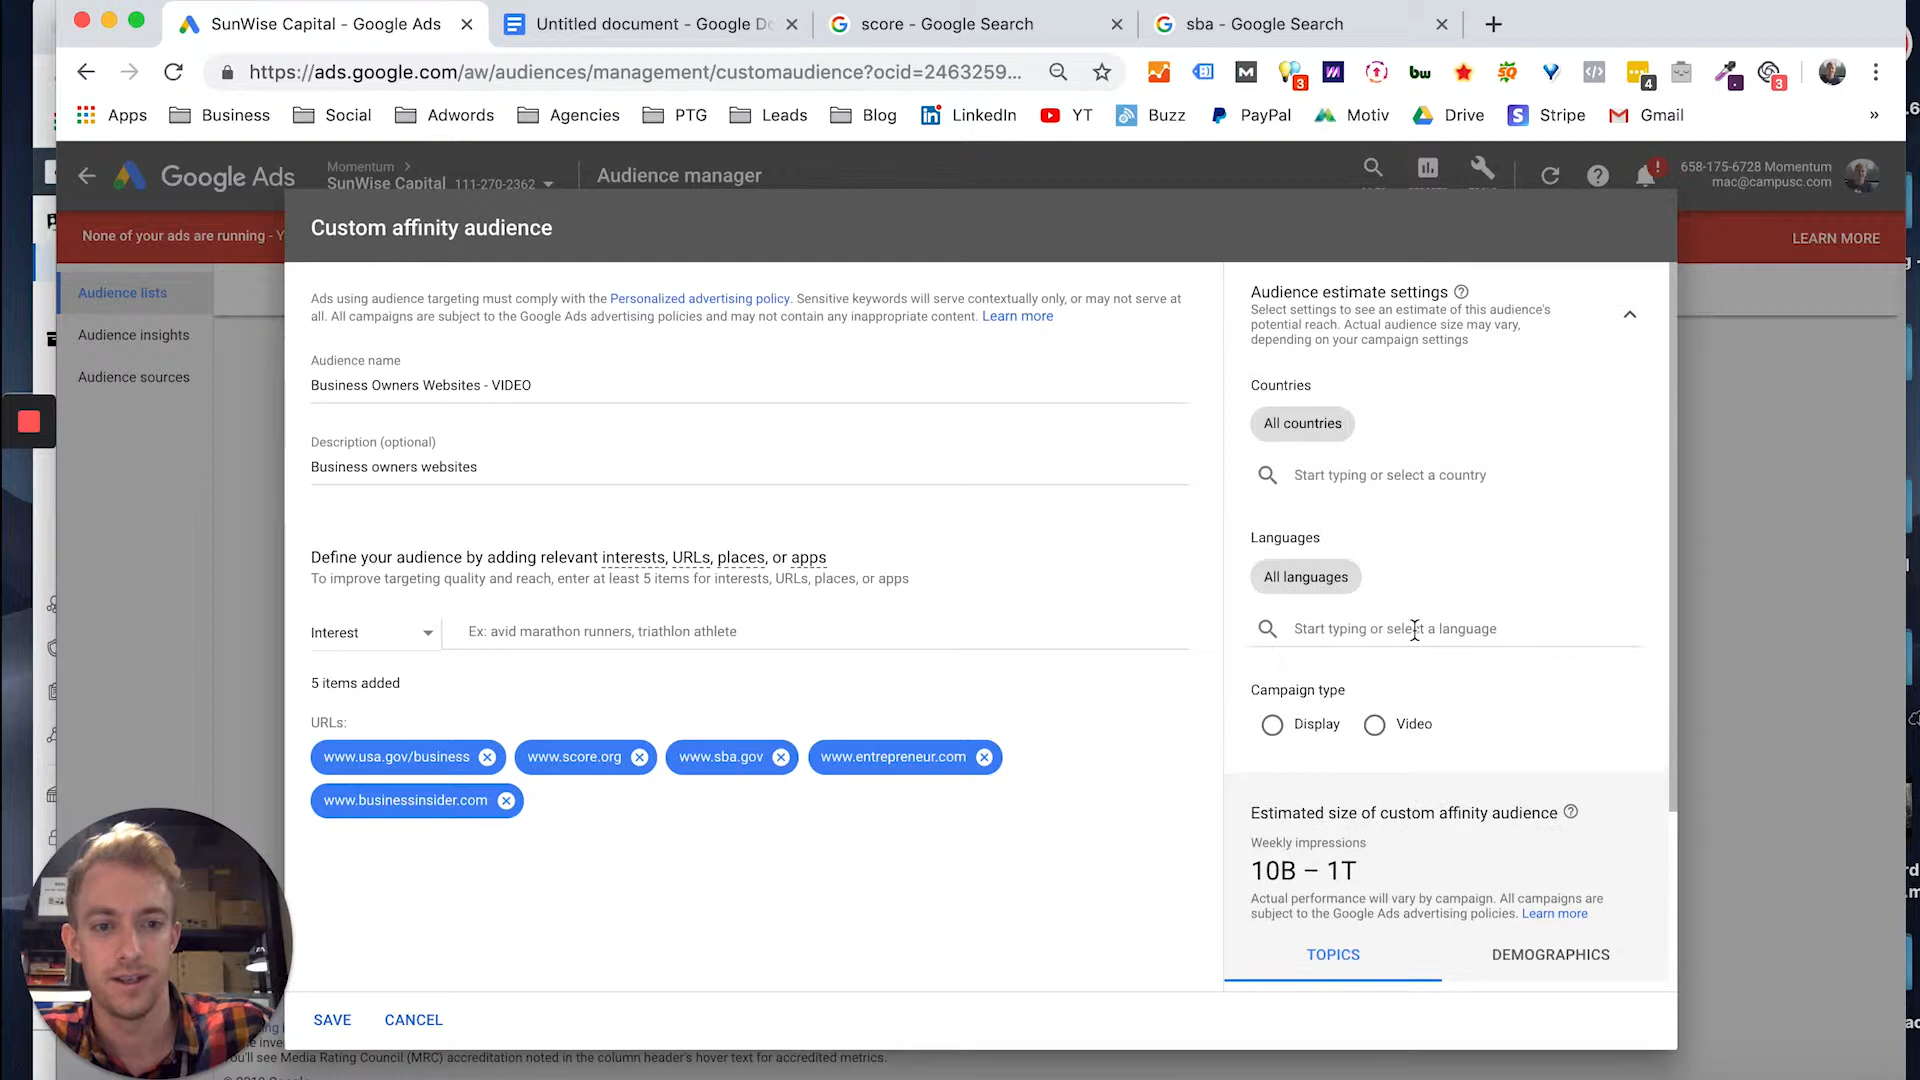 SunWise Capital - Google Ads
Untitled document - Google D
score - Google Search
sba - Google Search
https://ads.google.com/aw/audiences/management/customaudience?ocid=2463259...
Apps
Business
Social
Adwords
Agencies
PTG
Leads
Blog
LinkedIn
YT
Buzz
PayPal
Motiv
Drive
Stripe
Gmail
»
Google Ads
Momentum
SunWise Capital 111-270-2362
Audience manager
658-175-6728 Momentum
mac@campusc.com
None of your ads are running - Y
LEARN MORE
Audience lists
Audience insights
Audience sources
Custom affinity audience
Ads using audience targeting must comply with the Personalized advertising policy. Sensitive keywords will serve contextually only, or may not serve at
all. All campaigns are subject to the Google Ads advertising policies and may not contain any inappropriate content. Learn more
Audience name
Business Owners Websites - VIDEO
Description (optional)
Business owners websites
Define your audience by adding relevant interests, URLs, places, or apps
To improve targeting quality and reach, enter at least 5 items for interests, URLs, places, or apps
Interest
Ex: avid marathon runners, triathlon athlete
5 items added
URLs:
www.usa.gov/business
www.score.org
www.sba.gov
www.entrepreneur.com
www.businessinsider.com
SAVE
CANCEL
Audience estimate settings
Select settings to see an estimate of this audience's
potential reach. Actual audience size may vary,
depending on your campaign settings
Countries
All countries
Start typing or select a country
Languages
All languages
Start typing or select a language
Campaign type
Display
Video
Estimated size of custom affinity audience
Weekly impressions
10B – 1T
Actual performance will vary by campaign. All campaigns are
subject to the Google Ads advertising policies. Learn more
TOPICS
DEMOGRAPHICS
You'll see Media Rating Council (MRC) accreditation noted in the column header's hover text for accredited metrics.